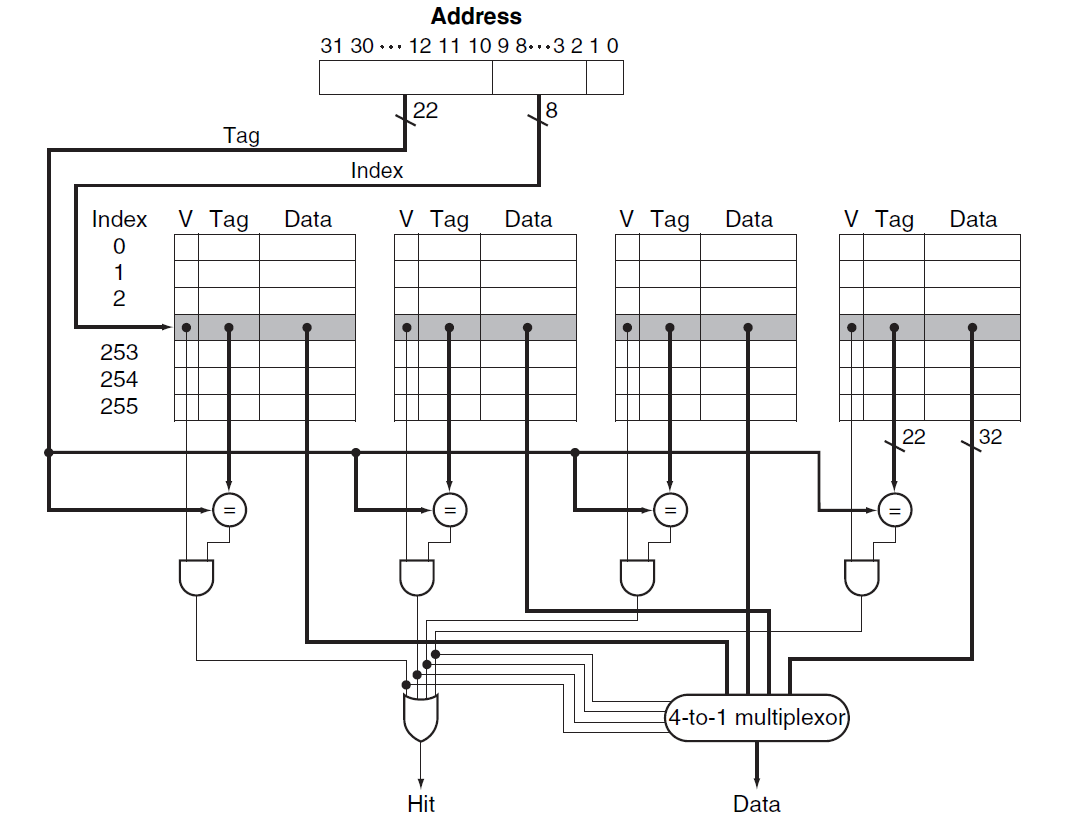 Address
31 30 ··· 12 11 10 9 8···3 2 1 0
22 8
Tag
Index
Index V Tag Data V Tag Data V Tag Data V Tag Data
0
1
2
253
254
255
22 32
= = = =
4-to-1 multiplexor
Hit Data